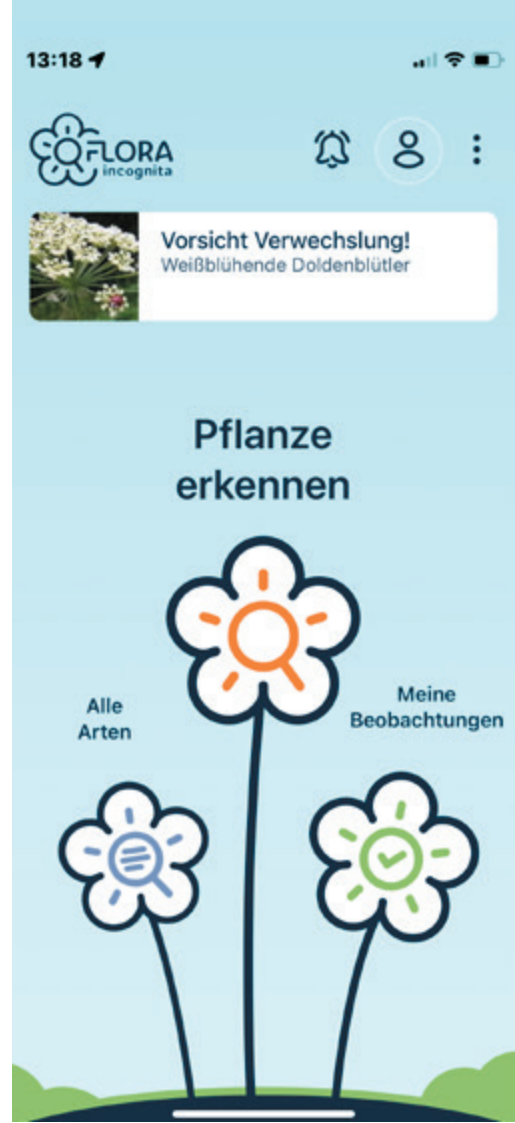 13:18
FLORA
incognita
Vorsicht Verwechslung!
Weißblühende Doldenblütler
Pflanze
erkennen
Alle
Arten
Meine
Beobachtungen